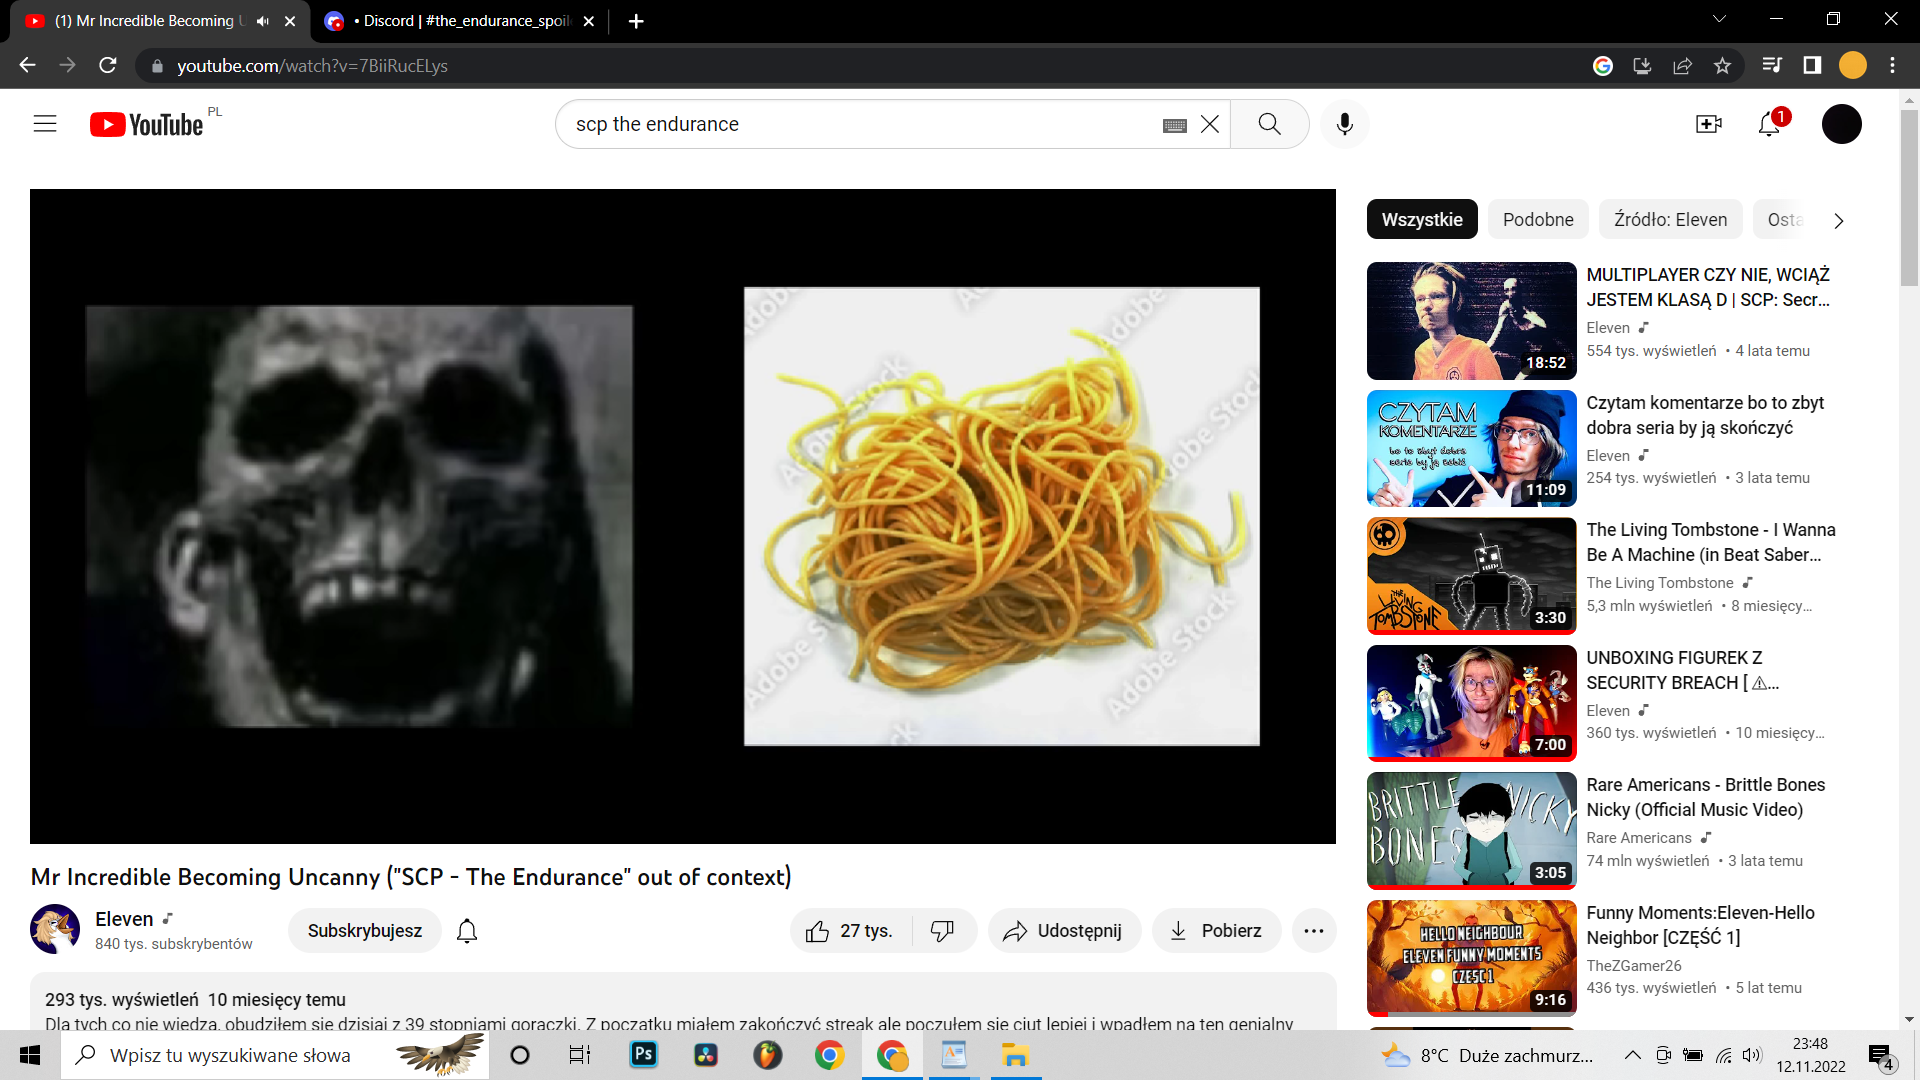 (1) Mr Incredible Becoming U
• Discord | #the_endurance_spoil
youtube.com/watch?v=7BiiRucELys
YouTube PL
scp the endurance
1
Adobe Stock
Adobe Stock
Adobe Stock
Wszystkie
Podobne
Źródło: Eleven
Osta
MULTIPLAYER CZY NIE, WCIĄŻ
JESTEM KLASĄ D | SCP: Secr...
Eleven
554 tys. wyświetleń • 4 lata temu
18:52
CZYTAM
KOMENTARZE
bo to zbyt dobra
seria by ją
11:09
Czytam komentarze bo to zbyt
dobra seria by ją skończyć
Eleven
254 tys. wyświetleń • 3 lata temu
THE LIVING
TOMBSTONE
3:30
The Living Tombstone - I Wanna
Be A Machine (in Beat Saber...
The Living Tombstone
5,3 mln wyświetleń • 8 miesięcy...
7:00
UNBOXING FIGUREK Z
SECURITY BREACH [ ⚠...
Eleven
360 tys. wyświetleń • 10 miesięcy...
BRITTLE NICKY
BONES
3:05
Rare Americans - Brittle Bones
Nicky (Official Music Video)
Rare Americans
74 mln wyświetleń • 3 lata temu
HELLO NEIGHBOUR
ELEVEN FUNNY MOMENTS
CZĘŚĆ 1
9:16
Funny Moments:Eleven-Hello
Neighbor [CZĘŚĆ 1]
TheZGamer26
436 tys. wyświetleń • 5 lat temu
Mr Incredible Becoming Uncanny ("SCP - The Endurance" out of context)
Eleven
840 tys. subskrybentów
Subskrybujesz
27 tys.
Udostępnij
Pobierz
293 tys. wyświetleń 10 miesięcy temu
Dla tych co nie wiedzą, obudziłem się dzisiaj z 39 stopniami gorączki. Z początku miałem zakończyć streak ale poczułem się ciut lepiej i wpadłem na ten genialny
Wpisz tu wyszukiwane słowa
Ps
8°C Duże zachmurz...
23:48
12.11.2022
4